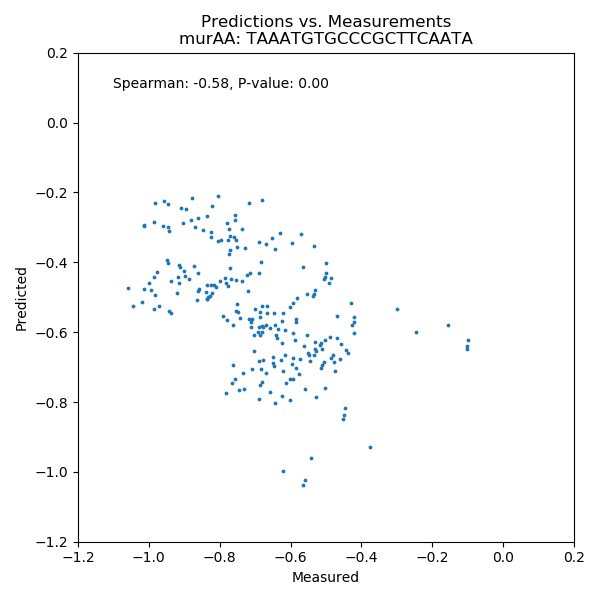 Predictions vs. Measurements
murAA: TAAATGTGCCCGCTTCAATA
Spearman: -0.58, P-value: 0.00
0.2
0.0
−0.2
−0.4
−0.6
−0.8
−1.0
−1.2
Predicted
−1.2 −1.0 −0.8 −0.6 −0.4 −0.2 0.0 0.2
Measured